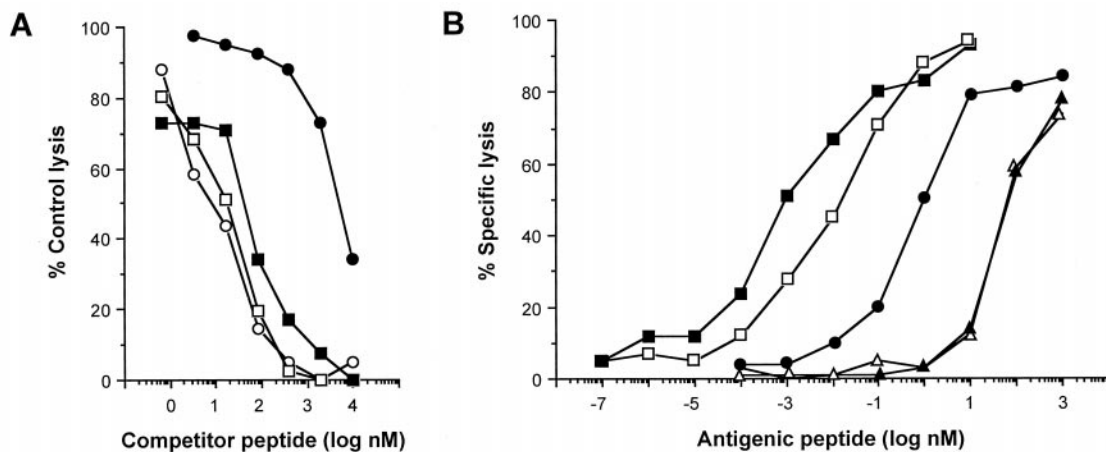 A
100
80
60
40
20
0
% Control lysis
0 1 2 3 4
Competitor peptide (log nM)
B
100
80
60
40
20
0
% Specific lysis
-7 -5 -3 -1 1 3
Antigenic peptide (log nM)